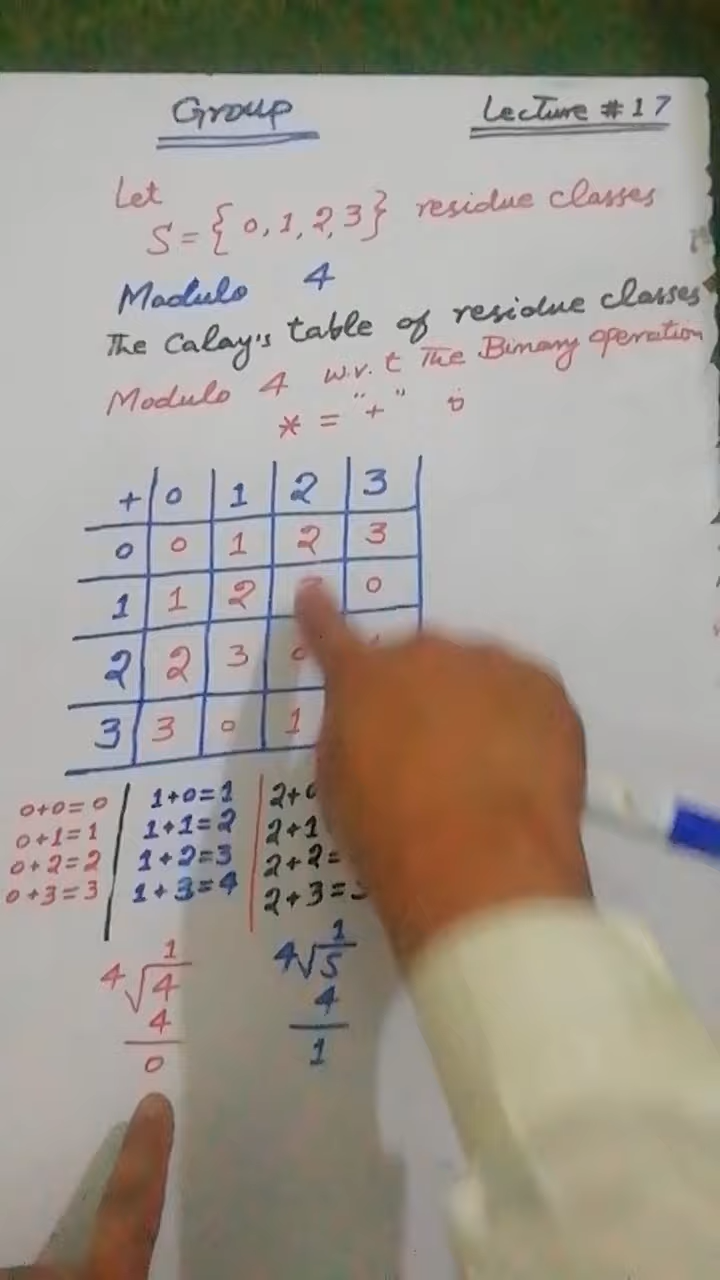 Group
Lecture # 17
Let
S = { 0, 1, 2, 3 } residue classes
Modulo 4
The Calay's table of residue classes
Modulo 4 w.r.t The Binary operation
* = "+"
+ 0 1 2 3
0 0 1 2 3
1 1 2 0
2 2 3 0
3 3 0 1
0+0=0
0+1=1
0+2=2
0+3=3
1+0=1
1+1=2
1+2=3
1+3=4
2+0
2+1
2+2=
2+3=
1
4√4
4
0
1
4√5
4
1